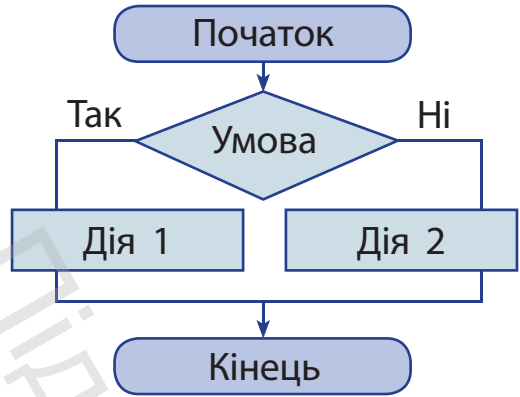 Початок
Так
Ні
Умова
Дія 1
Дія 2
Кінець